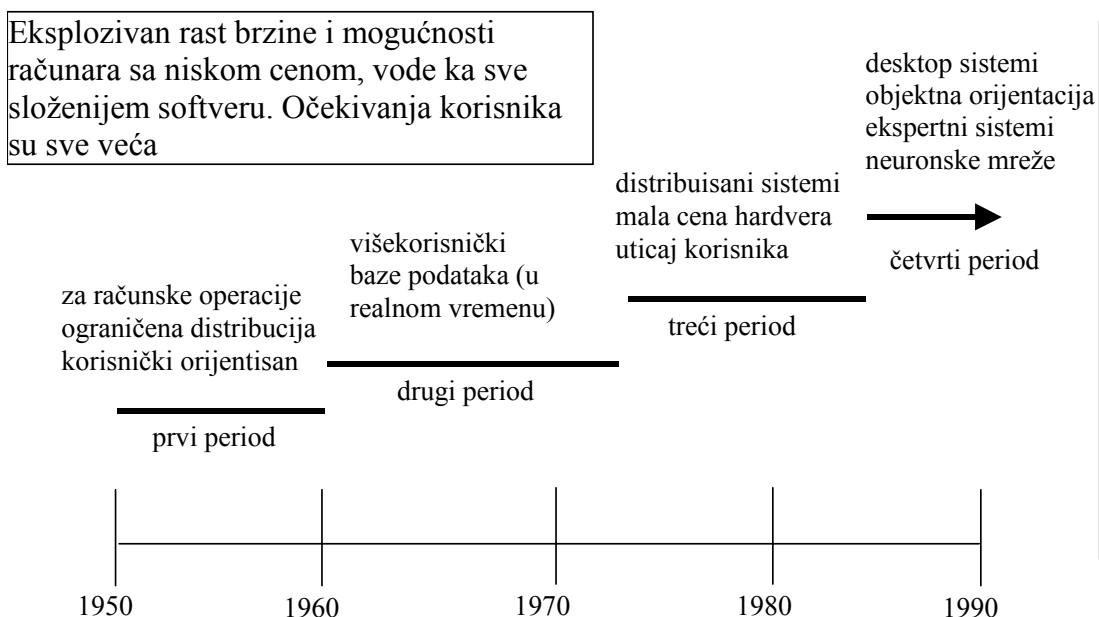 Eksplozivan rast brzine i mogućnosti
računara sa niskom cenom, vode ka sve
složenijem softveru. Očekivanja korisnika
su sve veća
desktop sistemi
objektna orijentacija
ekspertni sistemi
neuronske mreže
četvrti period
distribuisani sistemi
mala cena hardvera
uticaj korisnika
treći period
višekorisnički
baze podataka (u
realnom vremenu)
drugi period
za računske operacije
ograničena distribucija
korisnički orijentisan
prvi period
1950 1960 1970 1980 1990